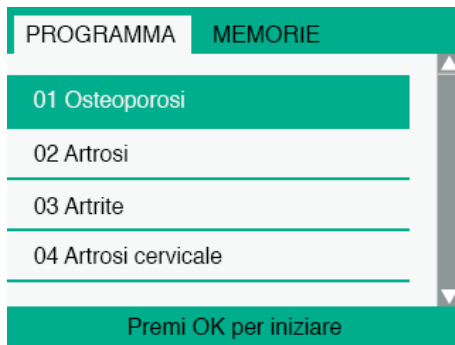 PROGRAMMA MEMORIE
01 Osteoporosi
02 Artrosi
03 Artrite
04 Artrosi cervicale
Premi OK per iniziare